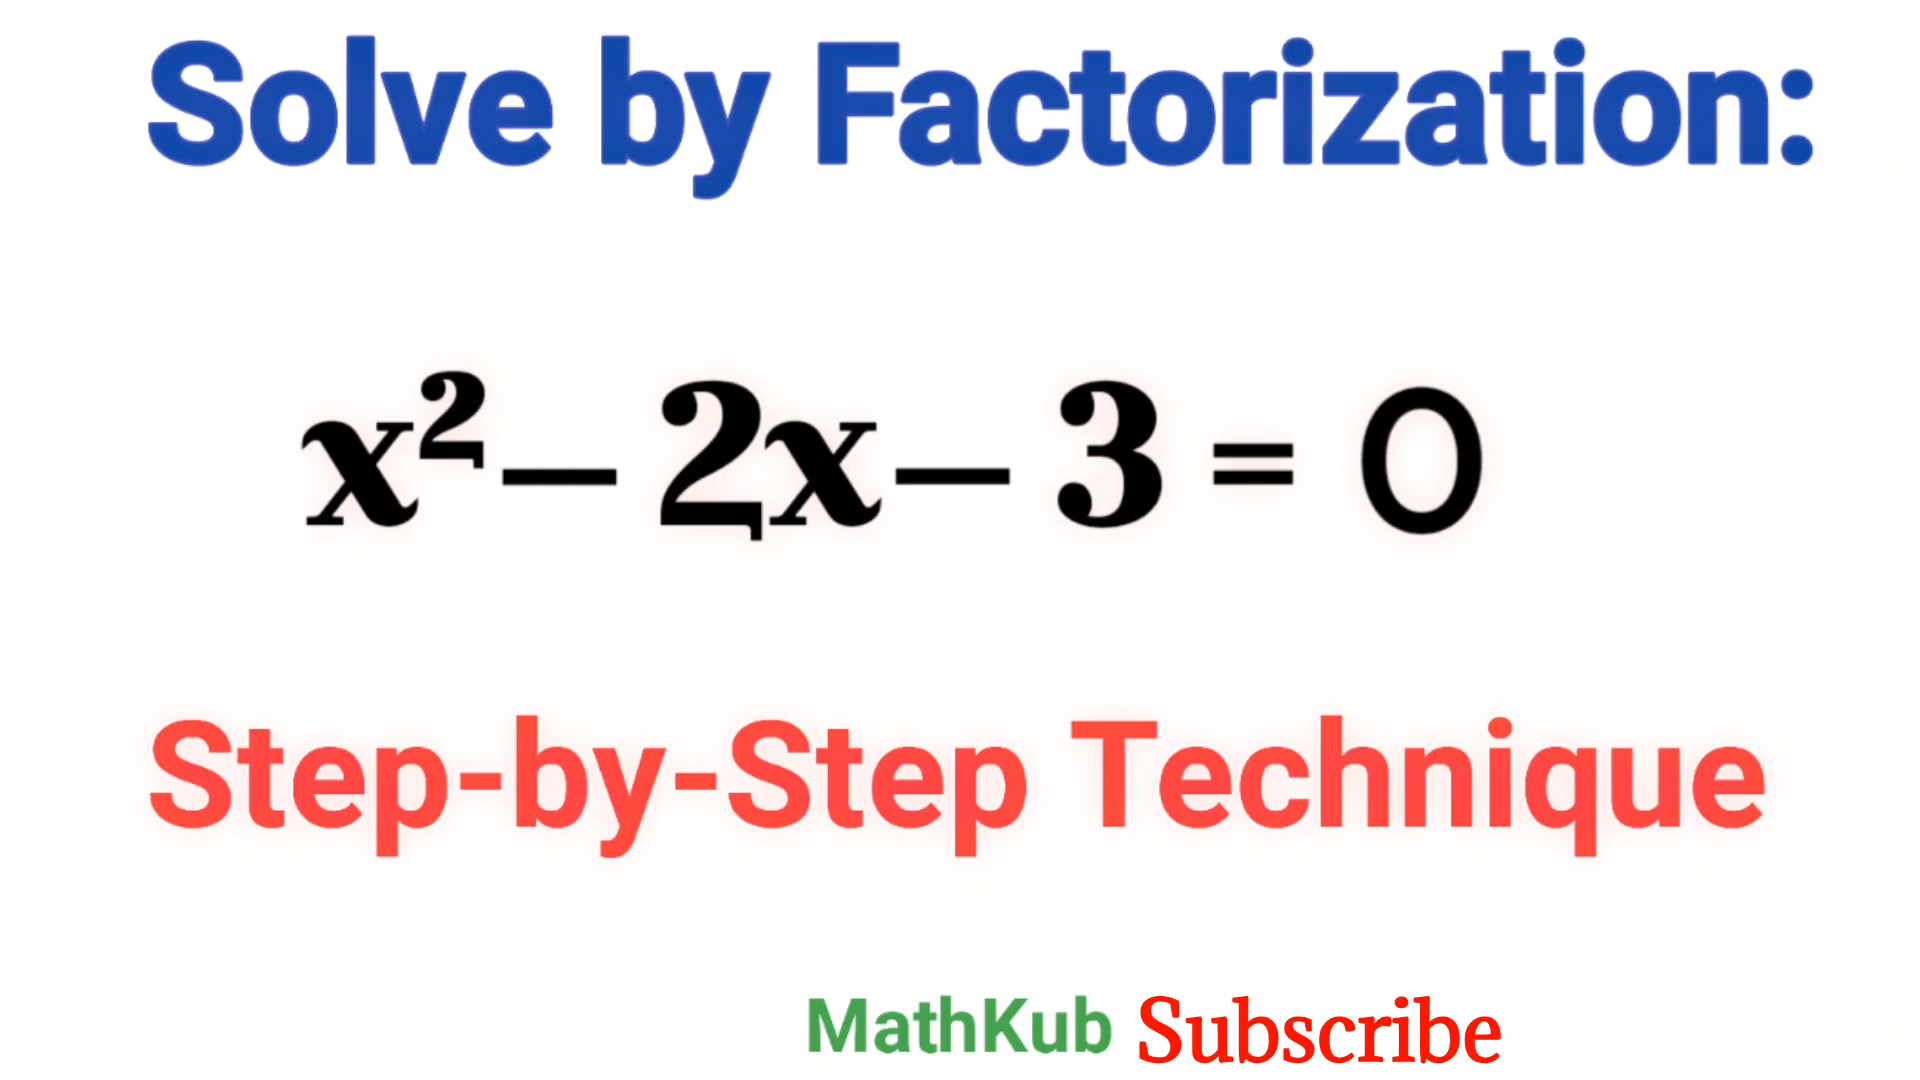 Solve by Factorization:
x² – 2x – 3 = 0
Step-by-Step Technique
MathKub Subscribe